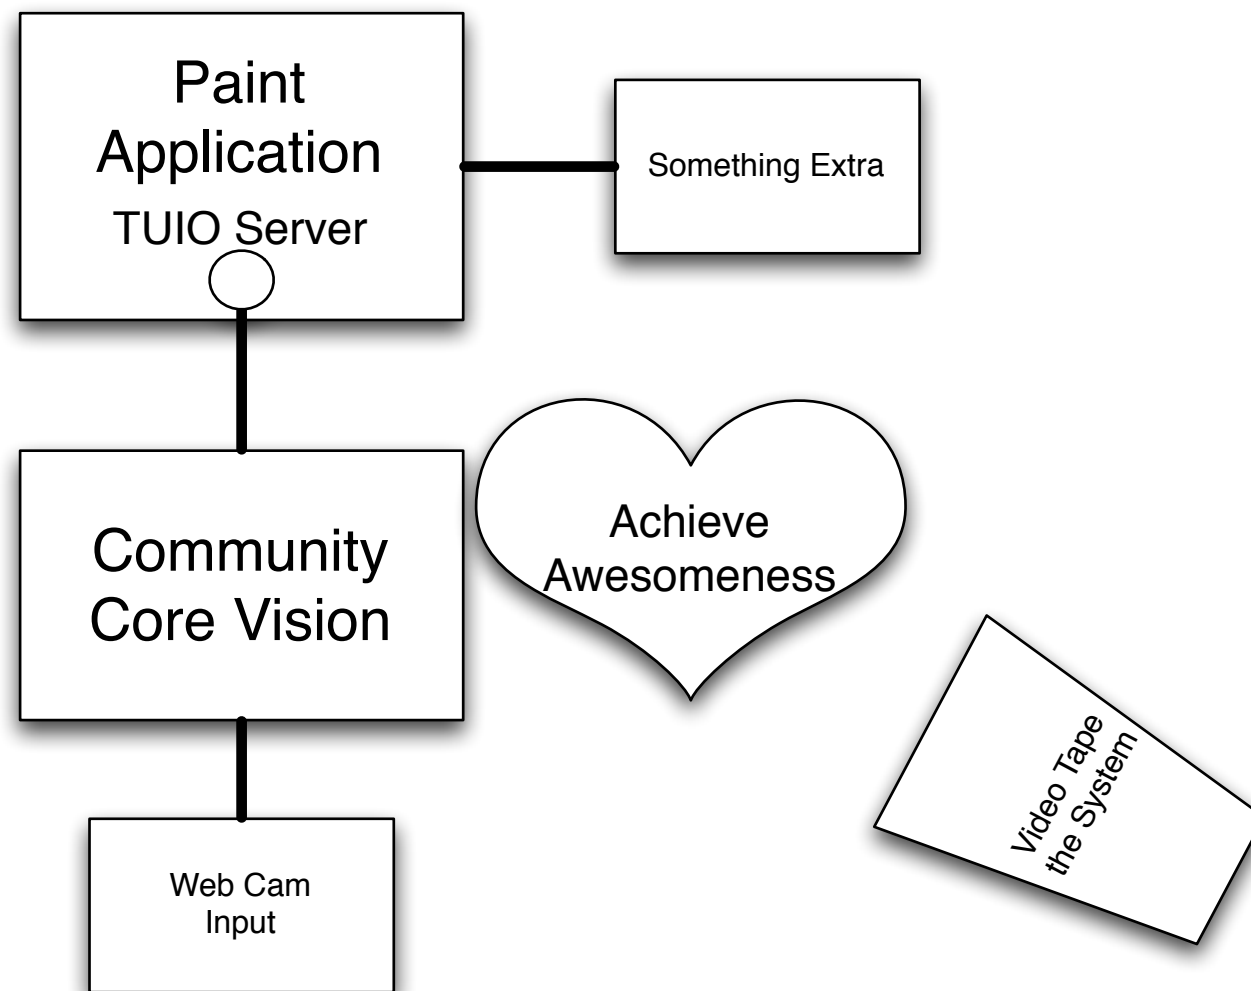 Paint
Application
TUIO Server
Something Extra
Community
Core Vision
Achieve
Awesomeness
Video Tape
the System
Web Cam
Input